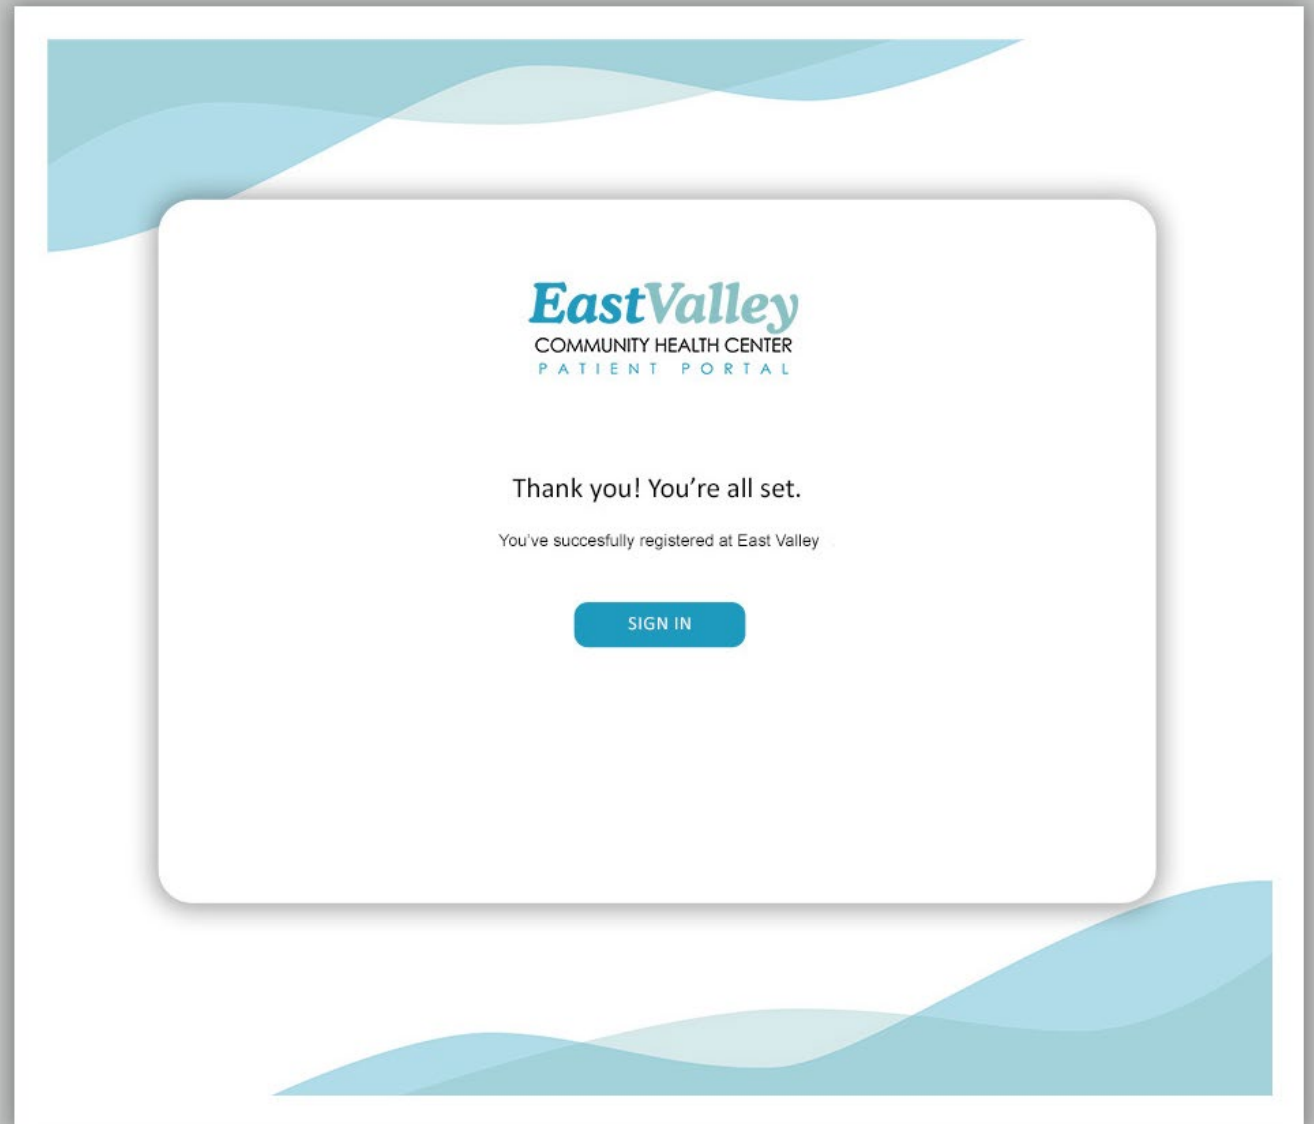 EastValley
COMMUNITY HEALTH CENTER
PATIENT PORTAL
Thank you! You’re all set.
You've succesfully registered at East Valley
SIGN IN